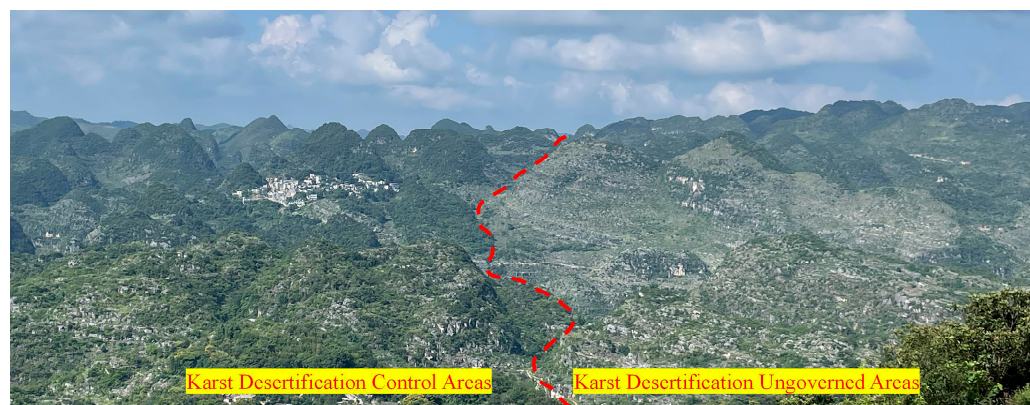 Karst Desertification Control Areas
Karst Desertification Ungoverned Areas